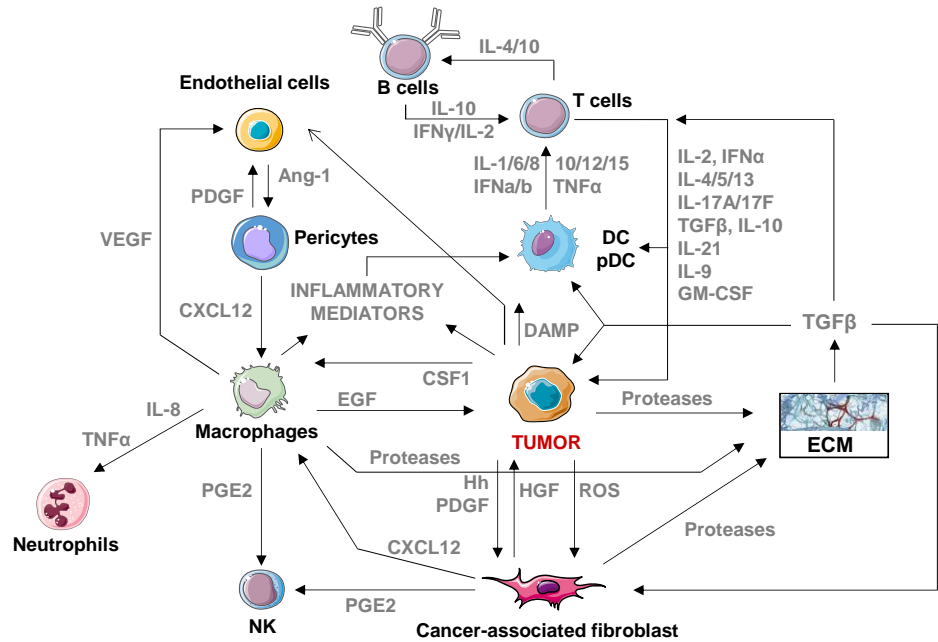 IL-4/10
B cells
Endothelial cells
T cells
IL-10
IFNγ/IL-2
IL-1/6/8
10/12/15
IFNa/b
TNFα
IL-2, IFNα
IL-4/5/13
IL-17A/17F
TGFβ, IL-10
IL-21
IL-9
GM-CSF
Ang-1
PDGF
VEGF
Pericytes
DC
pDC
CXCL12
INFLAMMATORY
MEDIATORS
DAMP
TGFβ
CSF1
EGF
Proteases
IL-8
TNFα
Macrophages
TUMOR
ECM
Proteases
PGE2
Hh
PDGF
HGF
ROS
Proteases
Neutrophils
CXCL12
PGE2
NK
Cancer-associated fibroblast